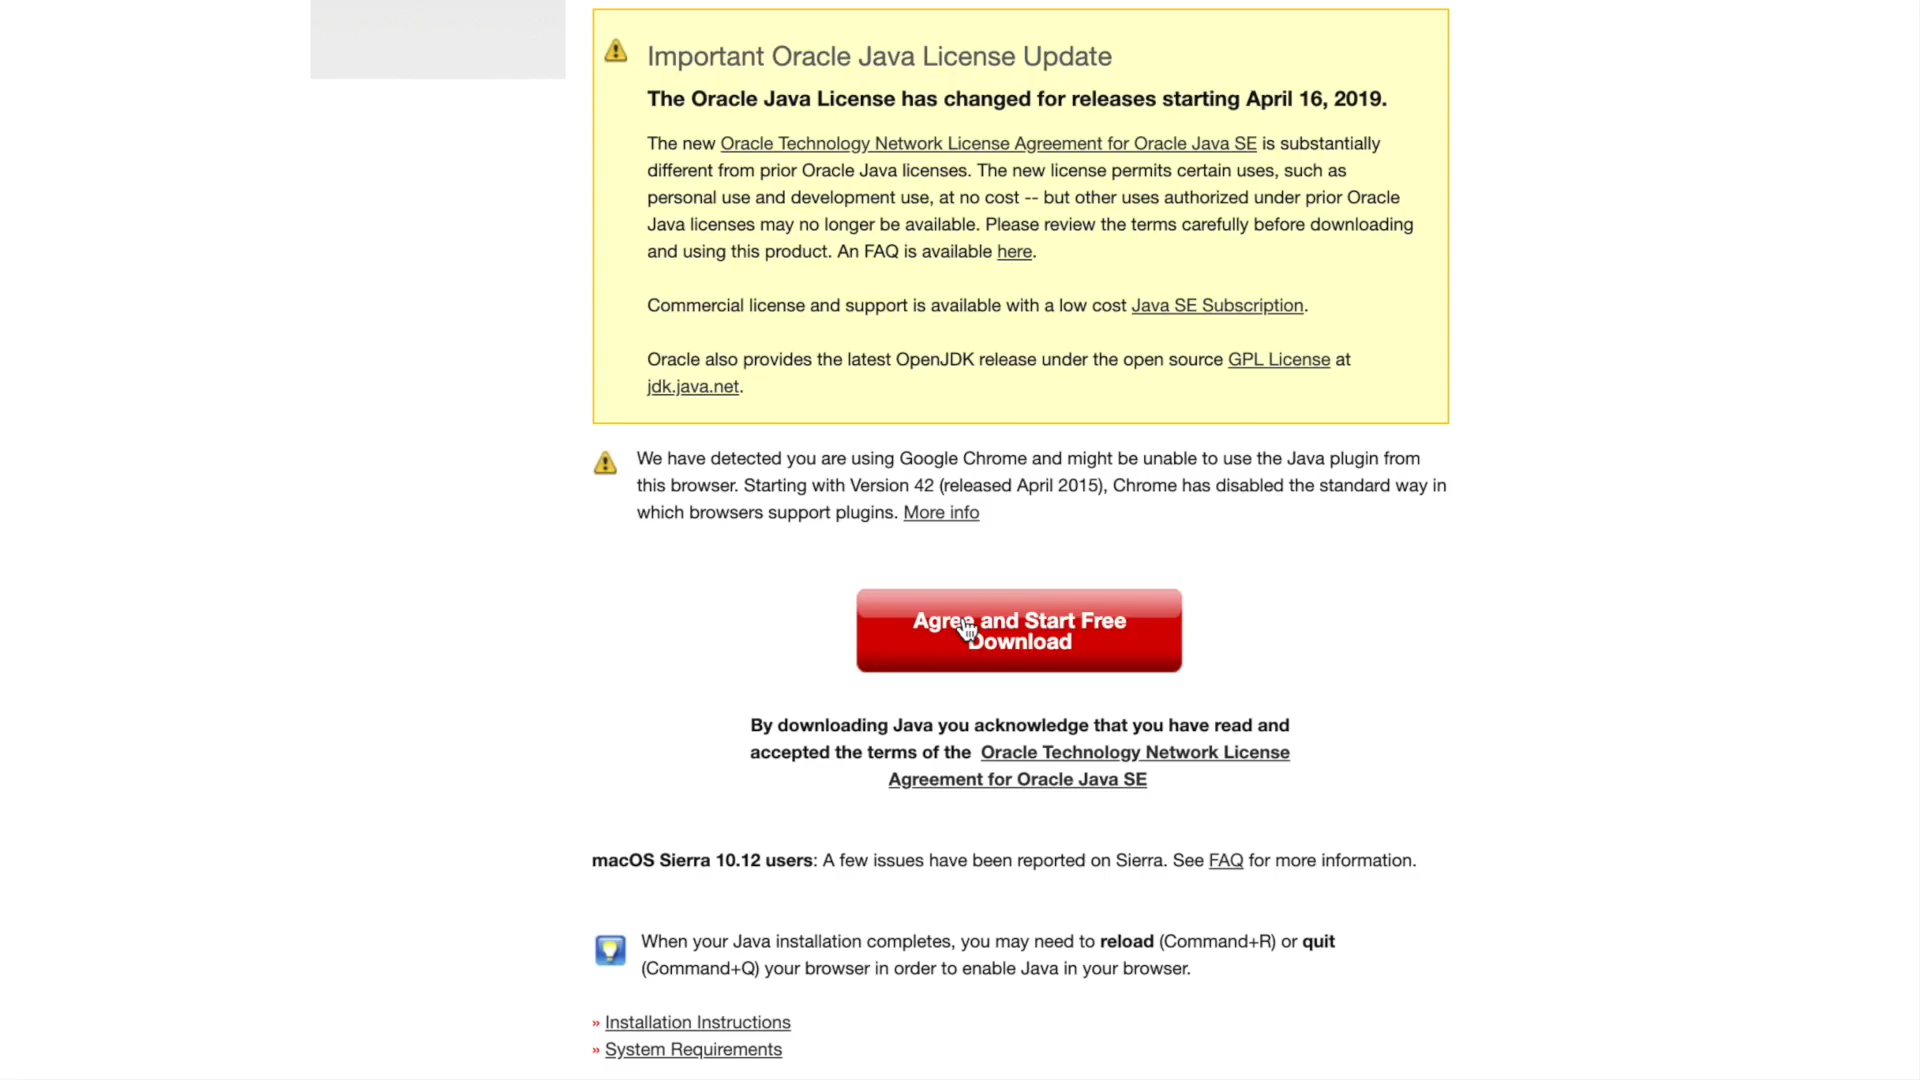 Important Oracle Java License Update
The Oracle Java License has changed for releases starting April 16, 2019.
The new Oracle Technology Network License Agreement for Oracle Java SE is substantially
different from prior Oracle Java licenses. The new license permits certain uses, such as
personal use and development use, at no cost -- but other uses authorized under prior Oracle
Java licenses may no longer be available. Please review the terms carefully before downloading
and using this product. An FAQ is available here.
Commercial license and support is available with a low cost Java SE Subscription.
Oracle also provides the latest OpenJDK release under the open source GPL License at
jdk.java.net.
We have detected you are using Google Chrome and might be unable to use the Java plugin from
this browser. Starting with Version 42 (released April 2015), Chrome has disabled the standard way in
which browsers support plugins. More info
Agree and Start Free
Download
By downloading Java you acknowledge that you have read and
accepted the terms of the Oracle Technology Network License
Agreement for Oracle Java SE
macOS Sierra 10.12 users: A few issues have been reported on Sierra. See FAQ for more information.
When your Java installation completes, you may need to reload (Command+R) or quit
(Command+Q) your browser in order to enable Java in your browser.
» Installation Instructions
» System Requirements